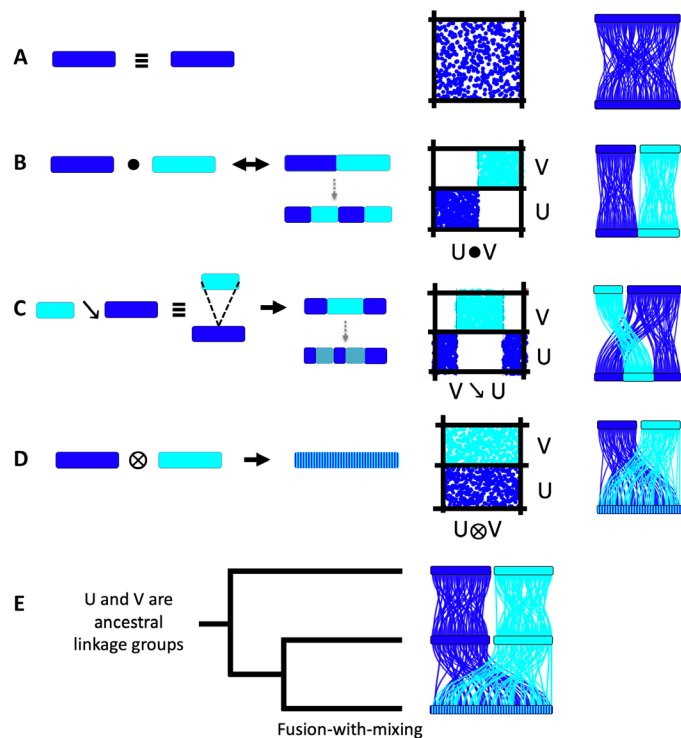 A
≡
B
●
V
U
U●V
C
↘
≡
V
U
V ↘ U
D
⊗
V
U
U⊗V
E
U and V are
ancestral
linkage groups
Fusion-with-mixing